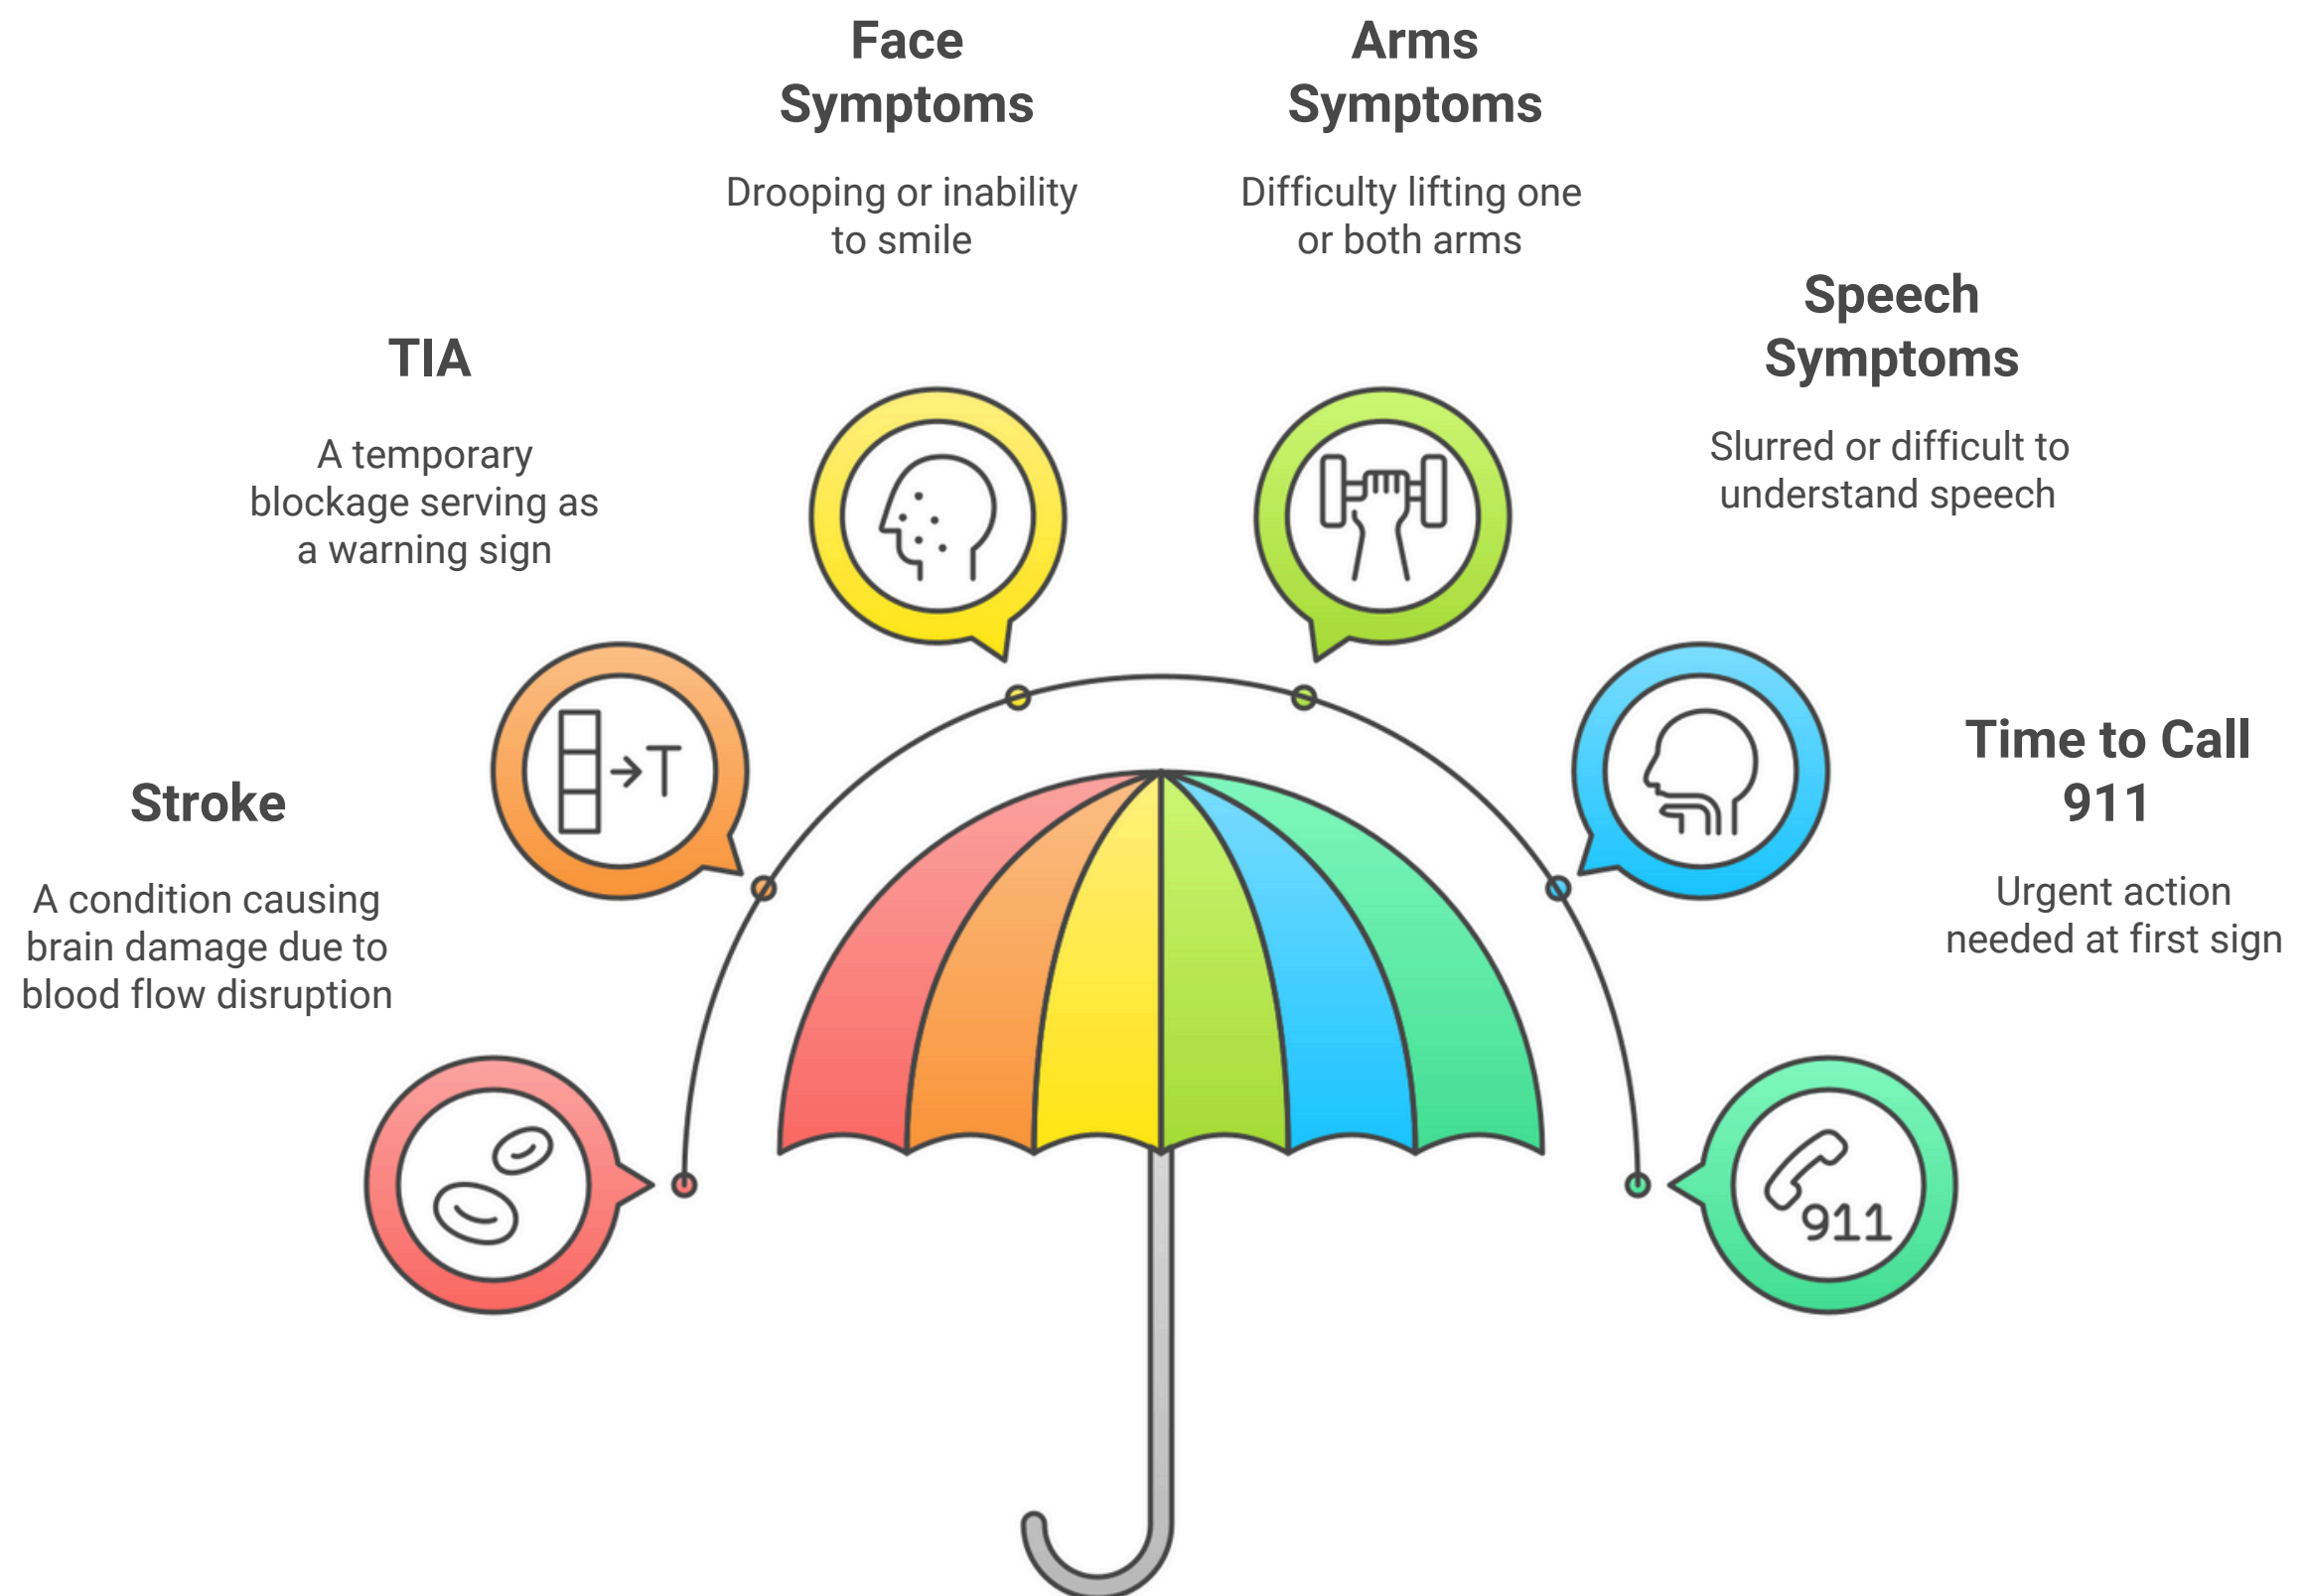 Face
Symptoms
Drooping or inability
to smile
Arms
Symptoms
Difficulty lifting one
or both arms
Speech
Symptoms
Slurred or difficult to
understand speech
TIA
A temporary
blockage serving as
a warning sign
T
Stroke
A condition causing
brain damage due to
blood flow disruption
Time to Call
911
Urgent action
needed at first sign
911